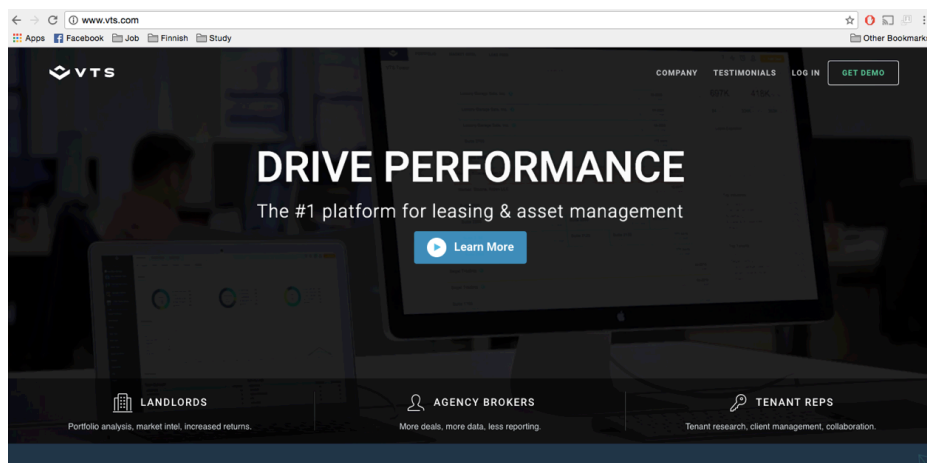 www.vts.com
Apps Facebook Job Finnish Study Other Bookmarks
VTS COMPANY TESTIMONIALS LOG IN GET DEMO
DRIVE PERFORMANCE
The #1 platform for leasing & asset management
Learn More
LANDLORDS AGENCY BROKERS TENANT REPS
Portfolio analysis, market intel, increased returns. More deals, more data, less reporting. Tenant research, client management, collaboration.